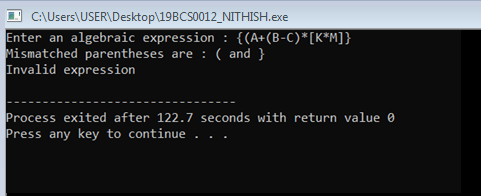 C:\Users\USER\Desktop\19BCS0012_NITHISH.exe
Enter an algebraic expression : {(A+(B-C)*[K*M]}
Mismatched parentheses are : ( and }
Invalid expression
--------------------------------
Process exited after 122.7 seconds with return value 0
Press any key to continue . . .